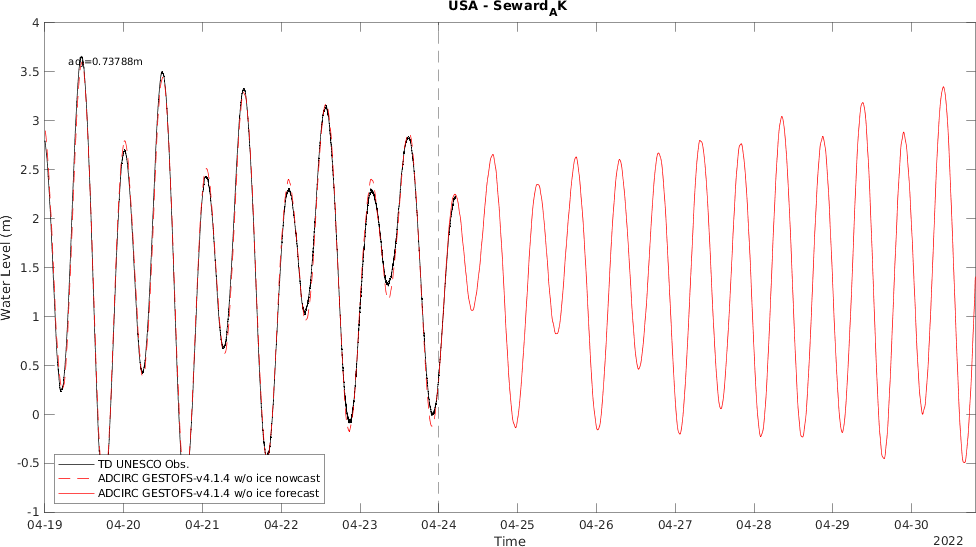 USA - Seward_AK
4
3.5
3
2.5
2
1.5
1
0.5
0
-0.5
-1
Water Level (m)
=0.73788m
TD UNESCO Obs.
ADCIRC GESTOFS-v4.1.4 w/o ice nowcast
ADCIRC GESTOFS-v4.1.4 w/o ice forecast
04-19 04-20 04-21 04-22 04-23 04-24 04-25 04-26 04-27 04-28 04-29 04-30
Time
2022